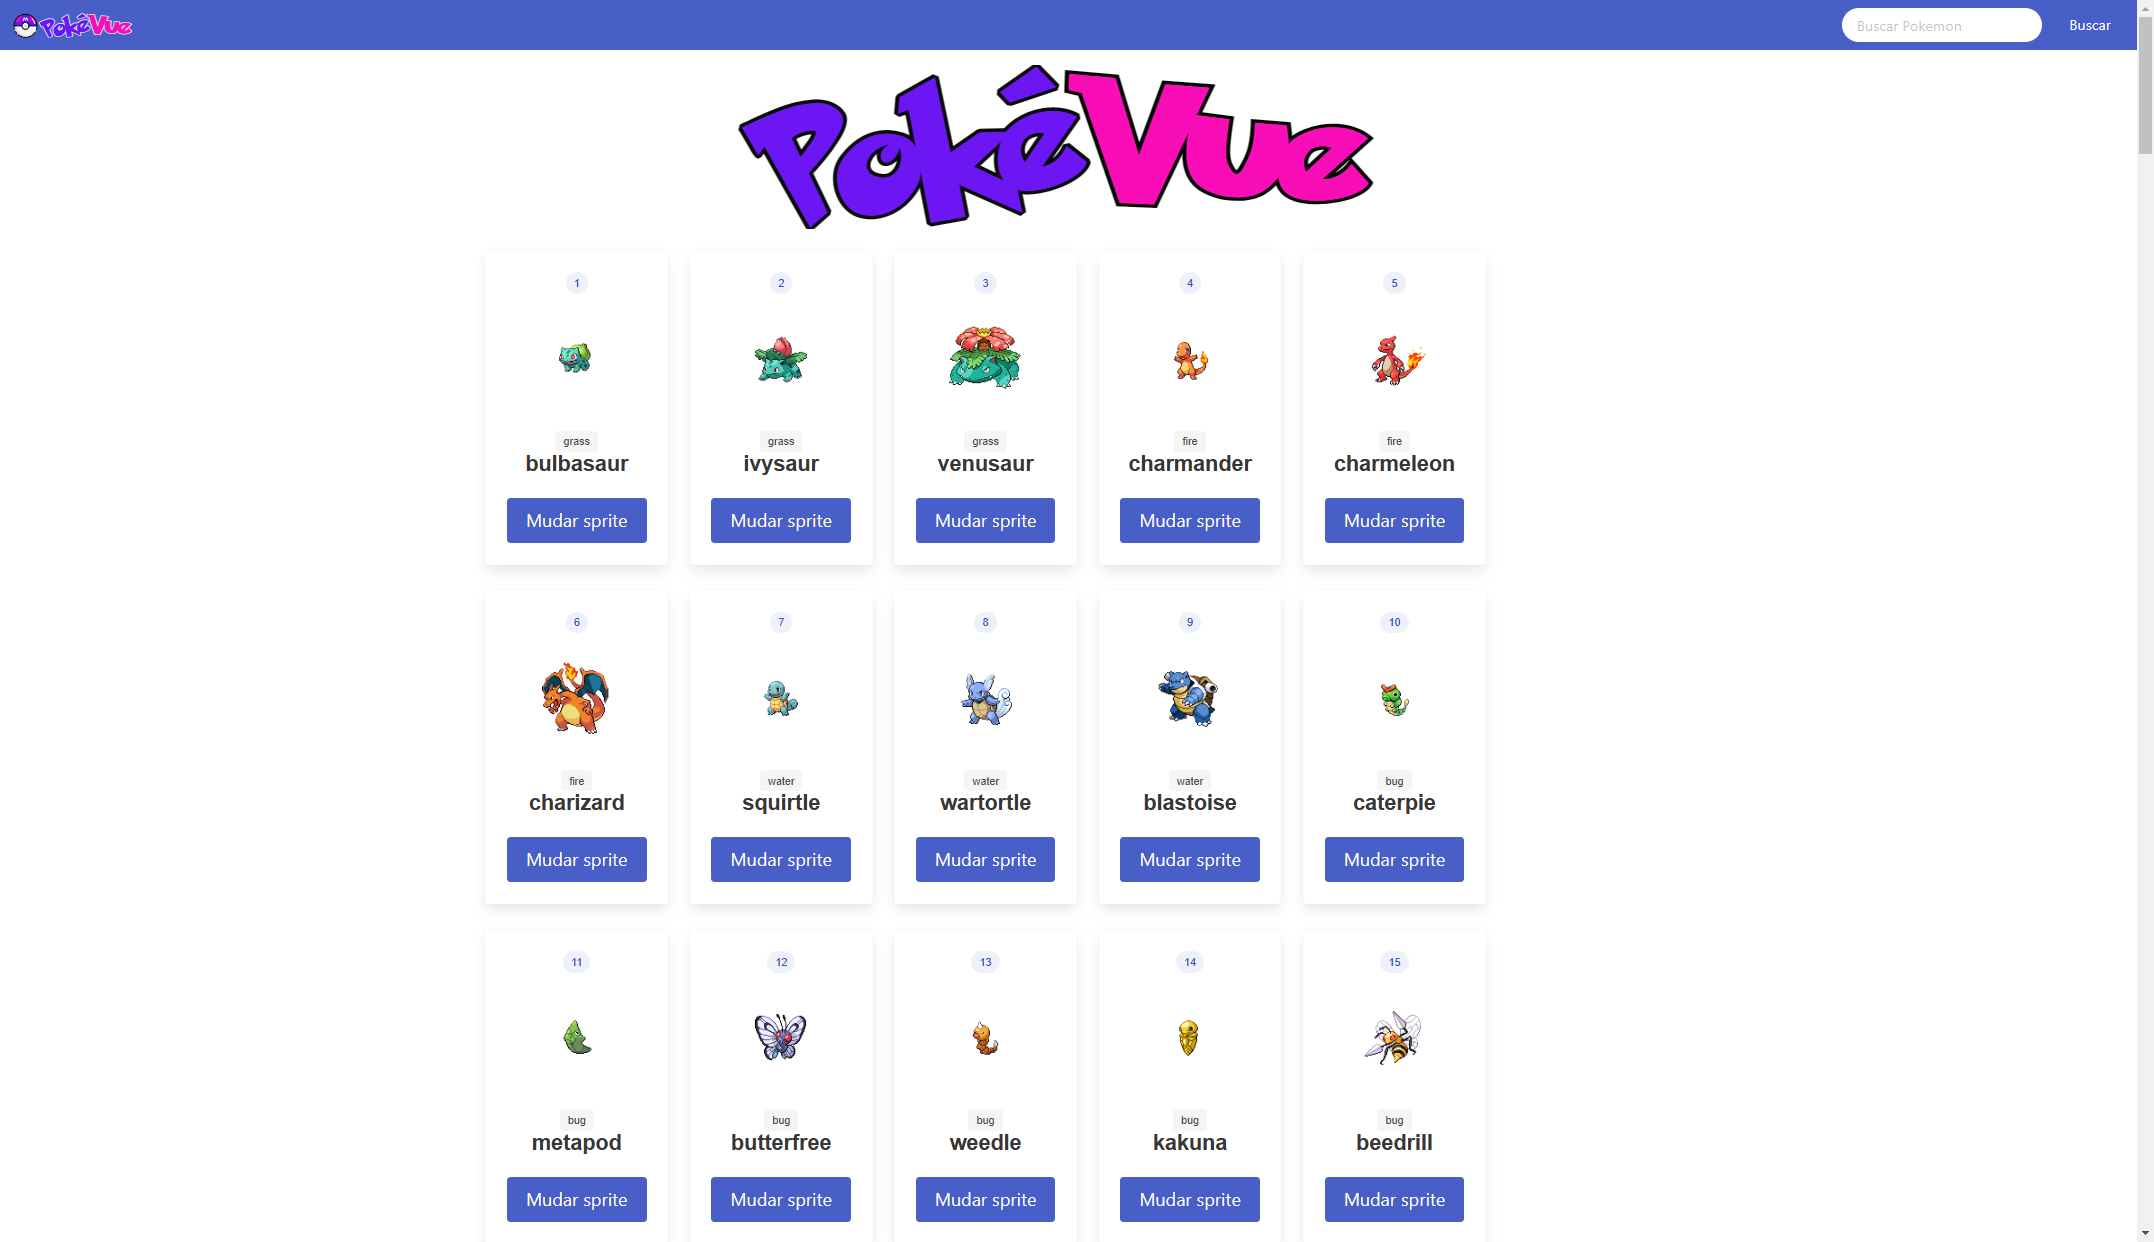 PokéVue
Buscar Pokemon
Buscar
PokéVue
1
2
3
4
5
grass
grass
grass
fire
fire
bulbasaur
ivysaur
venusaur
charmander
charmeleon
Mudar sprite
Mudar sprite
Mudar sprite
Mudar sprite
Mudar sprite
6
7
8
9
10
fire
water
water
water
bug
charizard
squirtle
wartortle
blastoise
caterpie
Mudar sprite
Mudar sprite
Mudar sprite
Mudar sprite
Mudar sprite
11
12
13
14
15
bug
bug
bug
bug
bug
metapod
butterfree
weedle
kakuna
beedrill
Mudar sprite
Mudar sprite
Mudar sprite
Mudar sprite
Mudar sprite